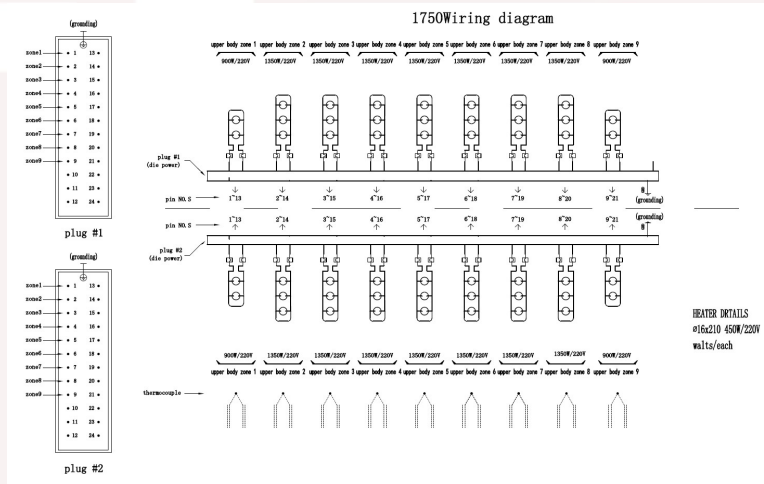 1750Wiring diagram
(grounding)
zone1 • 1 13 •
zone2 • 2 14 •
zone3 • 3 15 •
zone4 • 4 16 •
zone5 • 5 17 •
zone6 • 6 18 •
zone7 • 7 19 •
zone8 • 8 20 •
zone9 • 9 21 •
• 10 22 •
• 11 23 •
• 12 24 •
plug #1
(grounding)
zone1 • 1 13 •
zone2 • 2 14 •
zone3 • 3 15 •
zone4 • 4 16 •
zone5 • 5 17 •
zone6 • 6 18 •
zone7 • 7 19 •
zone8 • 8 20 •
zone9 • 9 21 •
• 10 22 •
• 11 23 •
• 12 24 •
plug #2
upper body zone 1 upper body zone 2 upper body zone 3 upper body zone 4 upper body zone 5 upper body zone 6 upper body zone 7 upper body zone 8 upper body zone 9
900W/220V 1350W/220V 1350W/220V 1350W/220V 1350W/220V 1350W/220V 1350W/220V 1350W/220V 900W/220V
plug #1
(die power)
pin NO.S 1~13 2~14 3~15 4~16 5~17 6~18 7~19 8~20 9~21 (grounding)
pin NO.S 1~13 2~14 3~15 4~16 5~17 6~18 7~19 8~20 9~21 (grounding)
plug #2
(die power)
900W/220V 1350W/220V 1350W/220V 1350W/220V 1350W/220V 1350W/220V 1350W/220V 1350W/220V 900W/220V
upper body zone 1 upper body zone 2 upper body zone 3 upper body zone 4 upper body zone 5 upper body zone 6 upper body zone 7 upper body zone 8 upper body zone 9
thermocouple
HEATER DRTAILS
ø16x210 450W/220V
walts/each